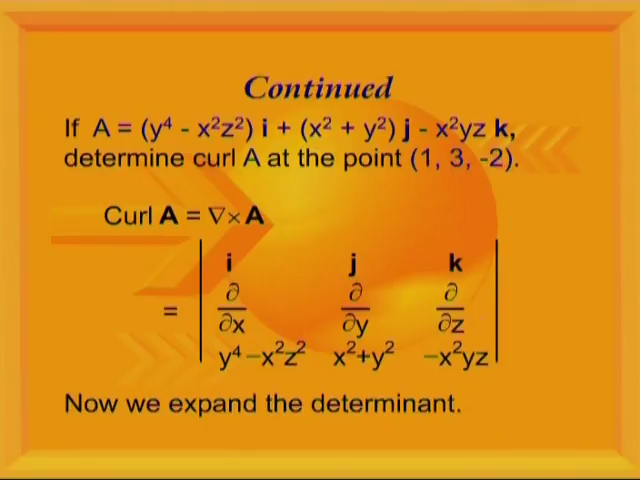 Continued
If A = (y⁴ - x²z²) i + (x² + y²) j - x²yz k,
determine curl A at the point (1, 3, -2).
Curl A = ∇× A
i j k
= ∂/∂x ∂/∂y ∂/∂z
y⁴ −x²z² x²+y² −x²yz
Now we expand the determinant.